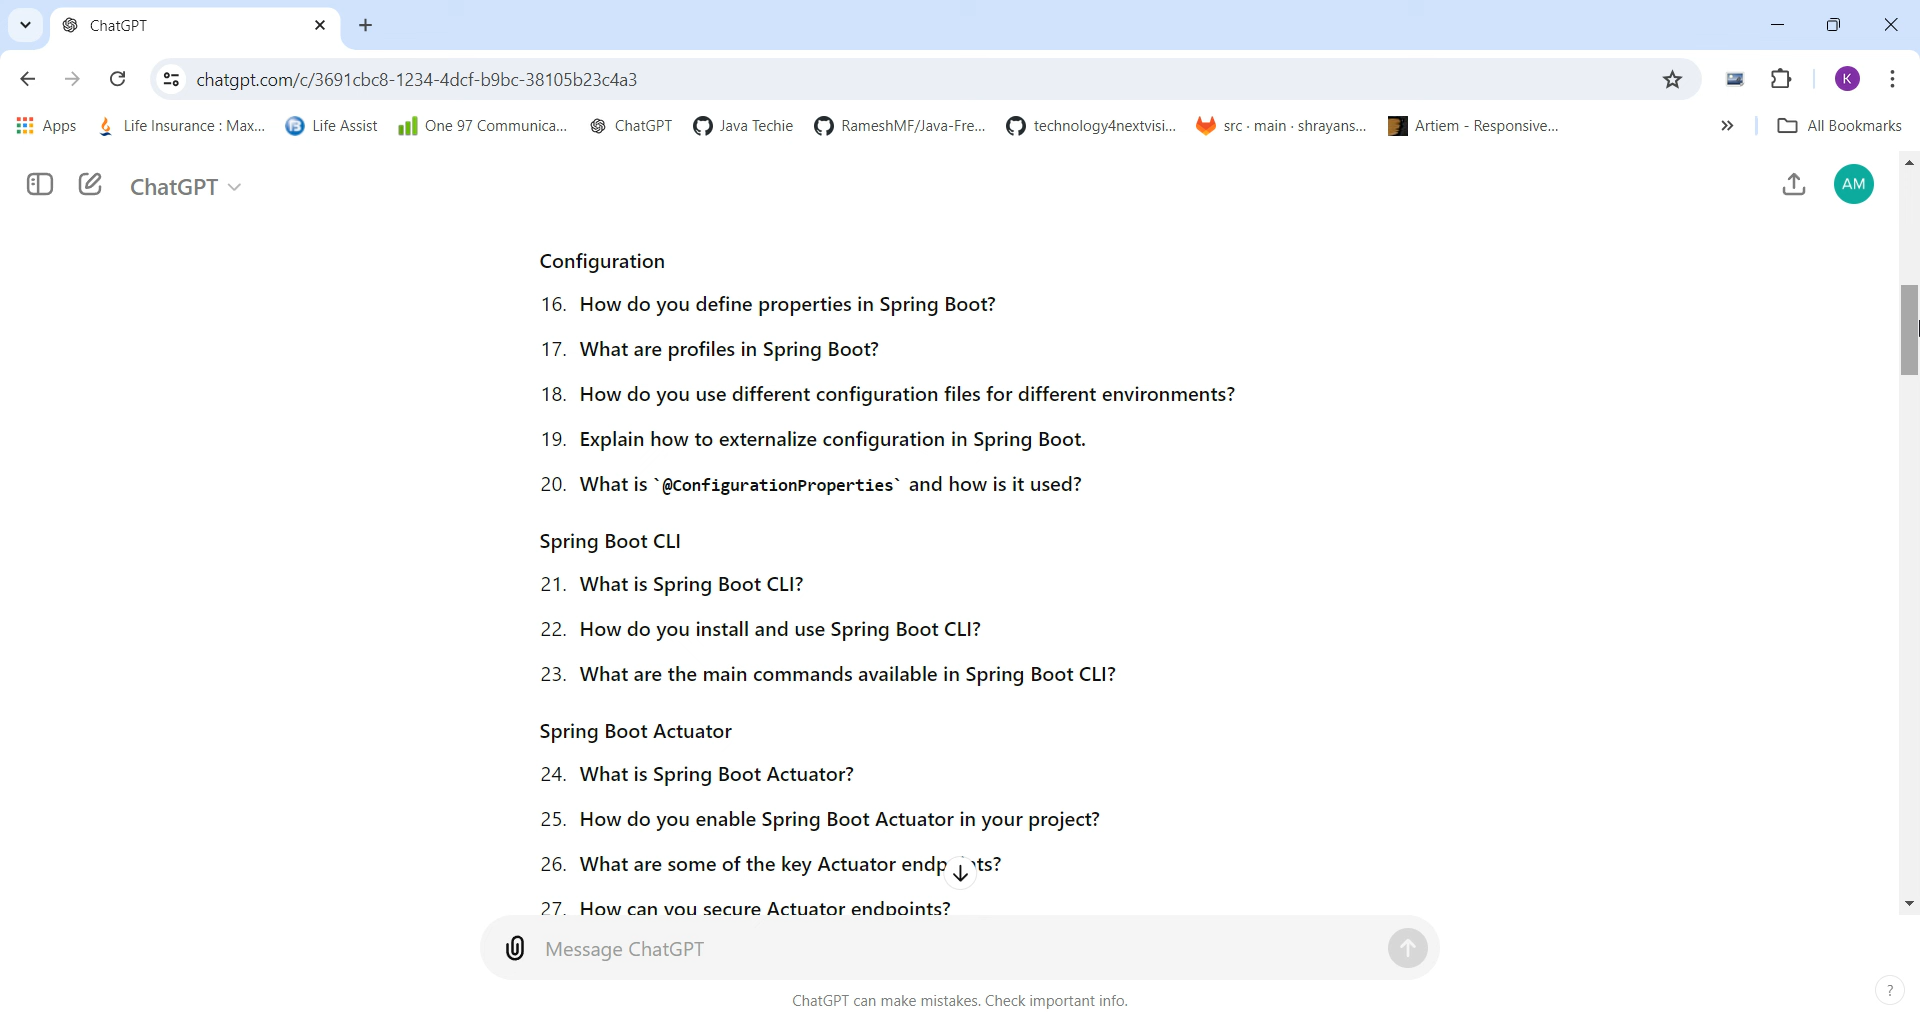 ChatGPT
chatgpt.com/c/3691cbc8-1234-4dcf-b9bc-38105b23c4a3
K
Apps Life Insurance : Max... Life Assist One 97 Communica... ChatGPT Java Techie RameshMF/Java-Fre... technology4nextvisi... src · main · shrayans... Artiem - Responsive... » All Bookmarks
ChatGPT
AM
Configuration
16. How do you define properties in Spring Boot?
17. What are profiles in Spring Boot?
18. How do you use different configuration files for different environments?
19. Explain how to externalize configuration in Spring Boot.
20. What is `@ConfigurationProperties` and how is it used?
Spring Boot CLI
21. What is Spring Boot CLI?
22. How do you install and use Spring Boot CLI?
23. What are the main commands available in Spring Boot CLI?
Spring Boot Actuator
24. What is Spring Boot Actuator?
25. How do you enable Spring Boot Actuator in your project?
26. What are some of the key Actuator
27. How can you secure Actuator endpoints?
Message ChatGPT
ChatGPT can make mistakes. Check important info.
?